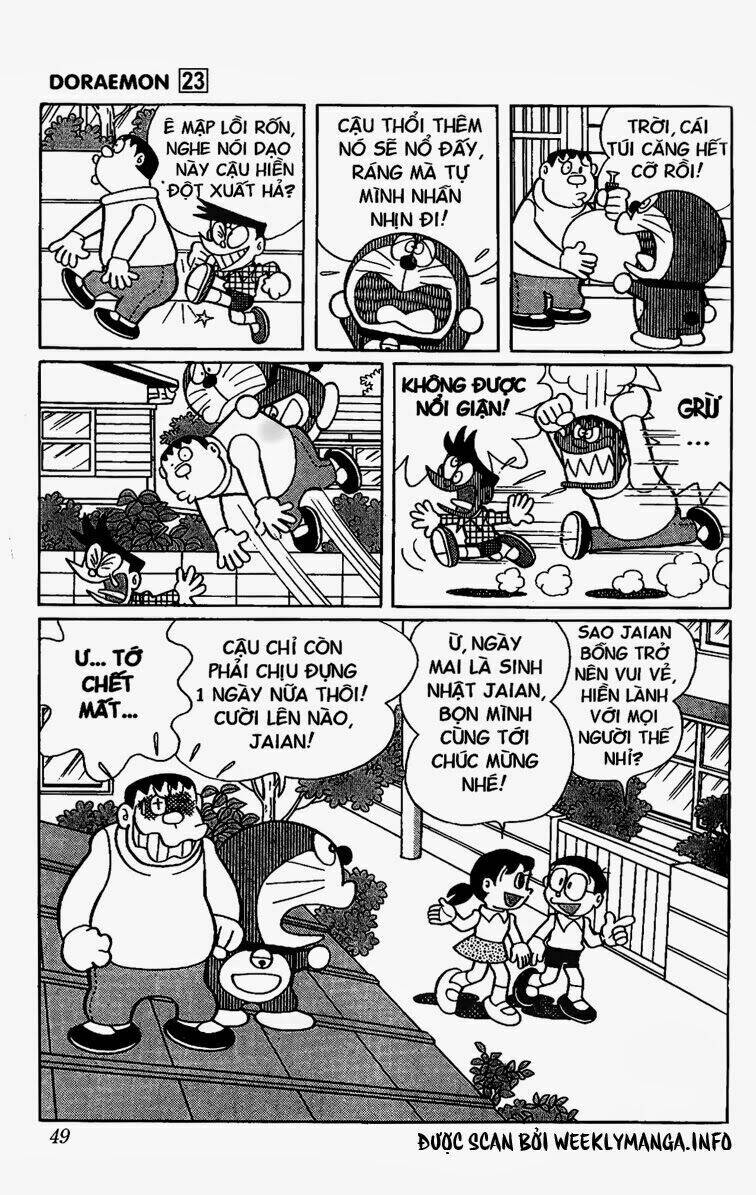 DORAEMON 23
TRỜI, CÁI
TÚI CĂNG HẾT
CỠ RỒI!
CẬU THỔI THÊM
NÓ SẼ NỔ ĐẤY,
RÁNG MÀ TỰ
MÌNH NHẪN
NHỊN ĐI!
Ê MẬP LỒI RỐN,
NGHE NÓI DẠO
NÀY CẬU HIỀN
ĐỘT XUẤT HẢ?
GRỪ
...
KHÔNG ĐƯỢC
NỔI GIẬN!
SAO JAIAN
BỖNG TRỞ
NÊN VUI VẺ,
HIỀN LÀNH
VỚI MỌI
NGƯỜI THẾ
NHỈ?
Ừ, NGÀY
MAI LÀ SINH
NHẬT JAIAN,
BỌN MÌNH
CÙNG TỚI
CHÚC MỪNG
NHÉ!
CẬU CHỈ CÒN
PHẢI CHỊU ĐỰNG
1 NGÀY NỮA THÔI!
CƯỜI LÊN NÀO,
JAIAN!
Ư... TỚ
CHẾT
MẤT...
49
ĐƯỢC SCAN BỞI WEEKLYMANGA.INFO